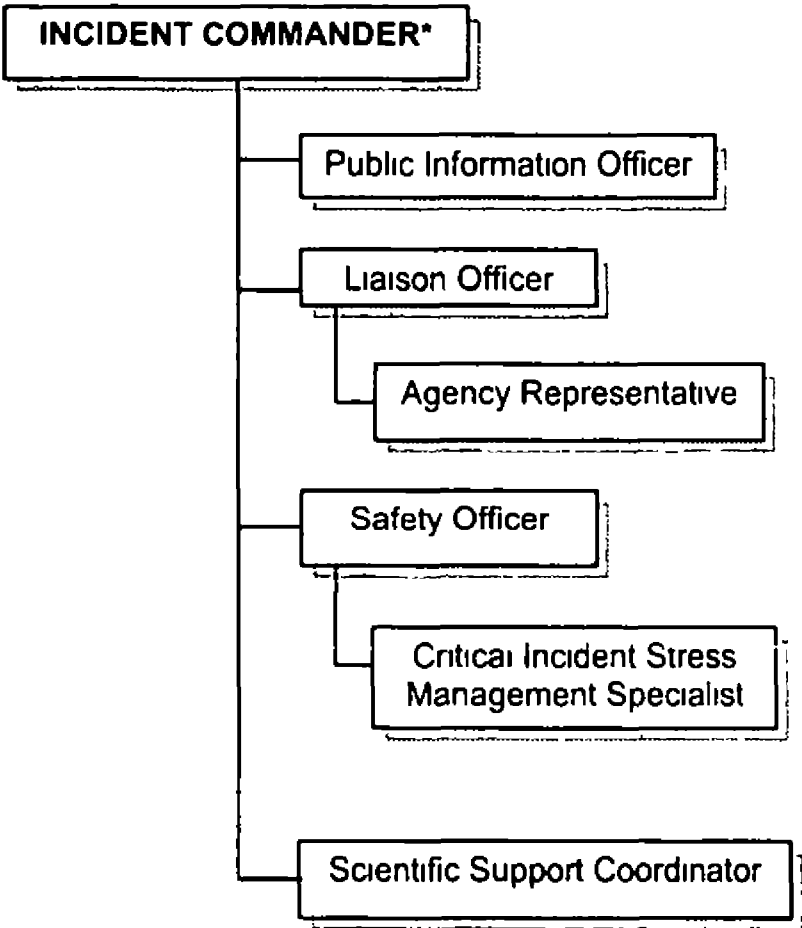 INCIDENT COMMANDER*
Public Information Officer
Liaison Officer
Agency Representative
Safety Officer
Critical Incident Stress
Management Specialist
Scientific Support Coordinator